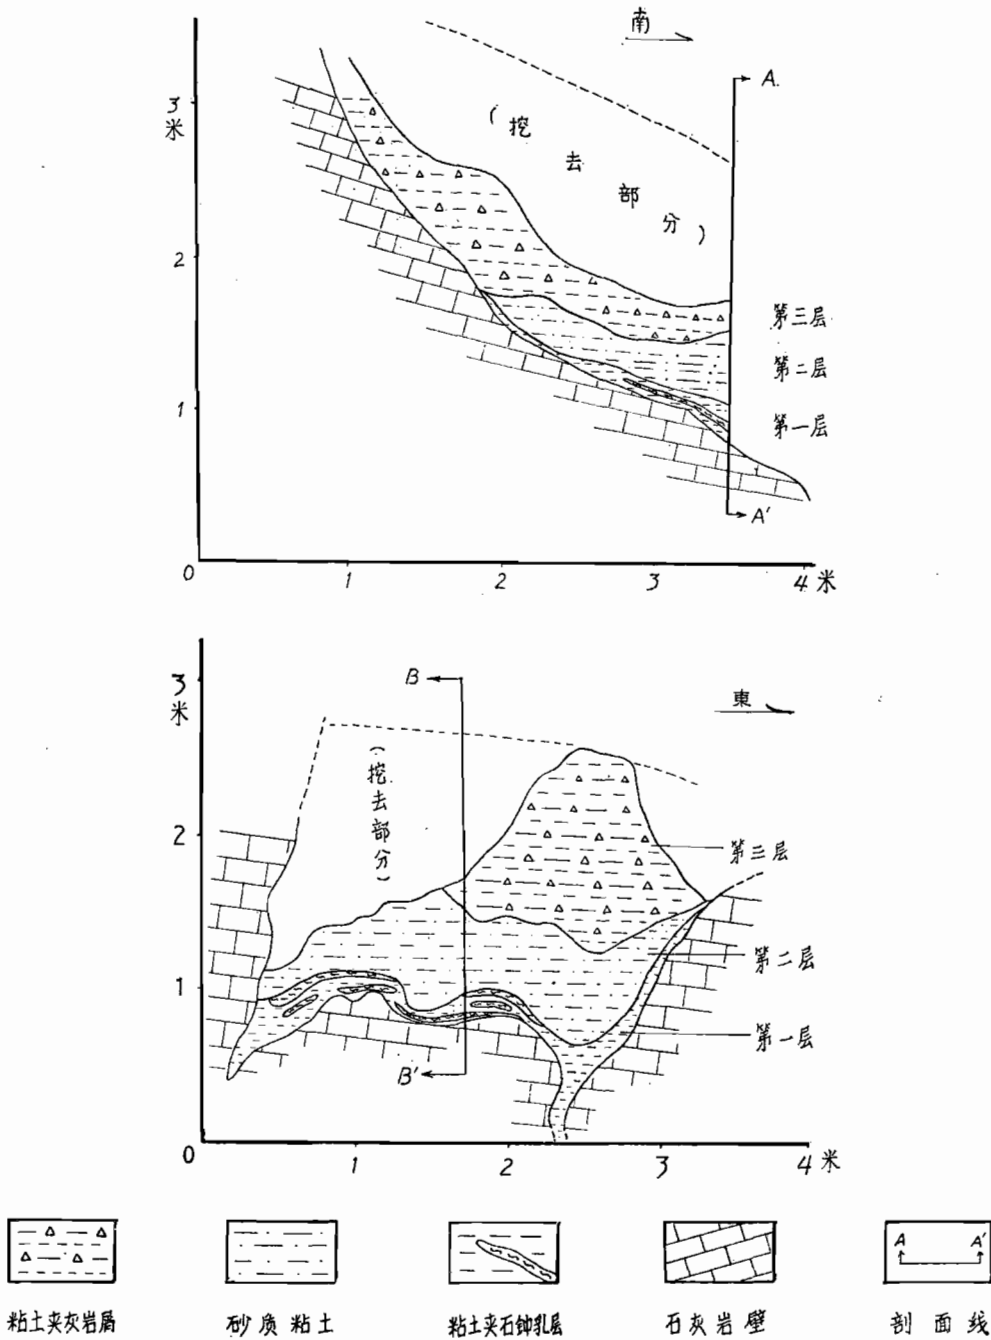 南
A
3
米
(挖去部分)
2
第三层
第二层
1
第一层
A'
0 1 2 3 4 米
3
米
B
東
(挖去部分)
2
第三层
第二层
1
第一层
B'
0 1 2 3 4 米
A A'
粘土夹灰岩屑 砂质粘土 粘土夹石钟乳层 石灰岩壁 剖面线